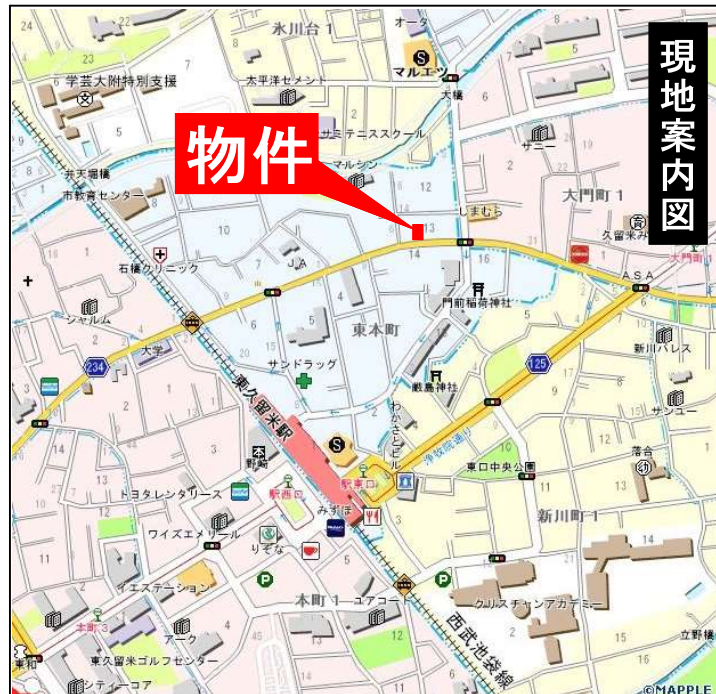 現地案内図
物件
24
氷川台1
オータ
マルエツ
学芸大附特別支援
太平洋セメント
大橋
サミテニススクール
サニー
マルシン
弁天堀橋
市教育センター
大門町1
しまむら
久留米み
大門町1
石橋クリニック
J.A
門前稲荷神社
A.S.A
シャルム
東本町
大学
234
サンドラッグ
厳島神社
125
新川パレス
サンユー
東久留米駅
わかさとビル
浄牧院通り
本
野崎
落合
駅東口
東口中央公園
トヨタレンタリース
駅西口
みずほ
新川町1
ワイズエメリール
りそな
イエステーション
本町1
ユアコート
クリスチャンアカデミー
本町3
アーク
西武池袋線
立野橋
東和
東久留米ゴルフセンター
シティーコア
©MAPPLE